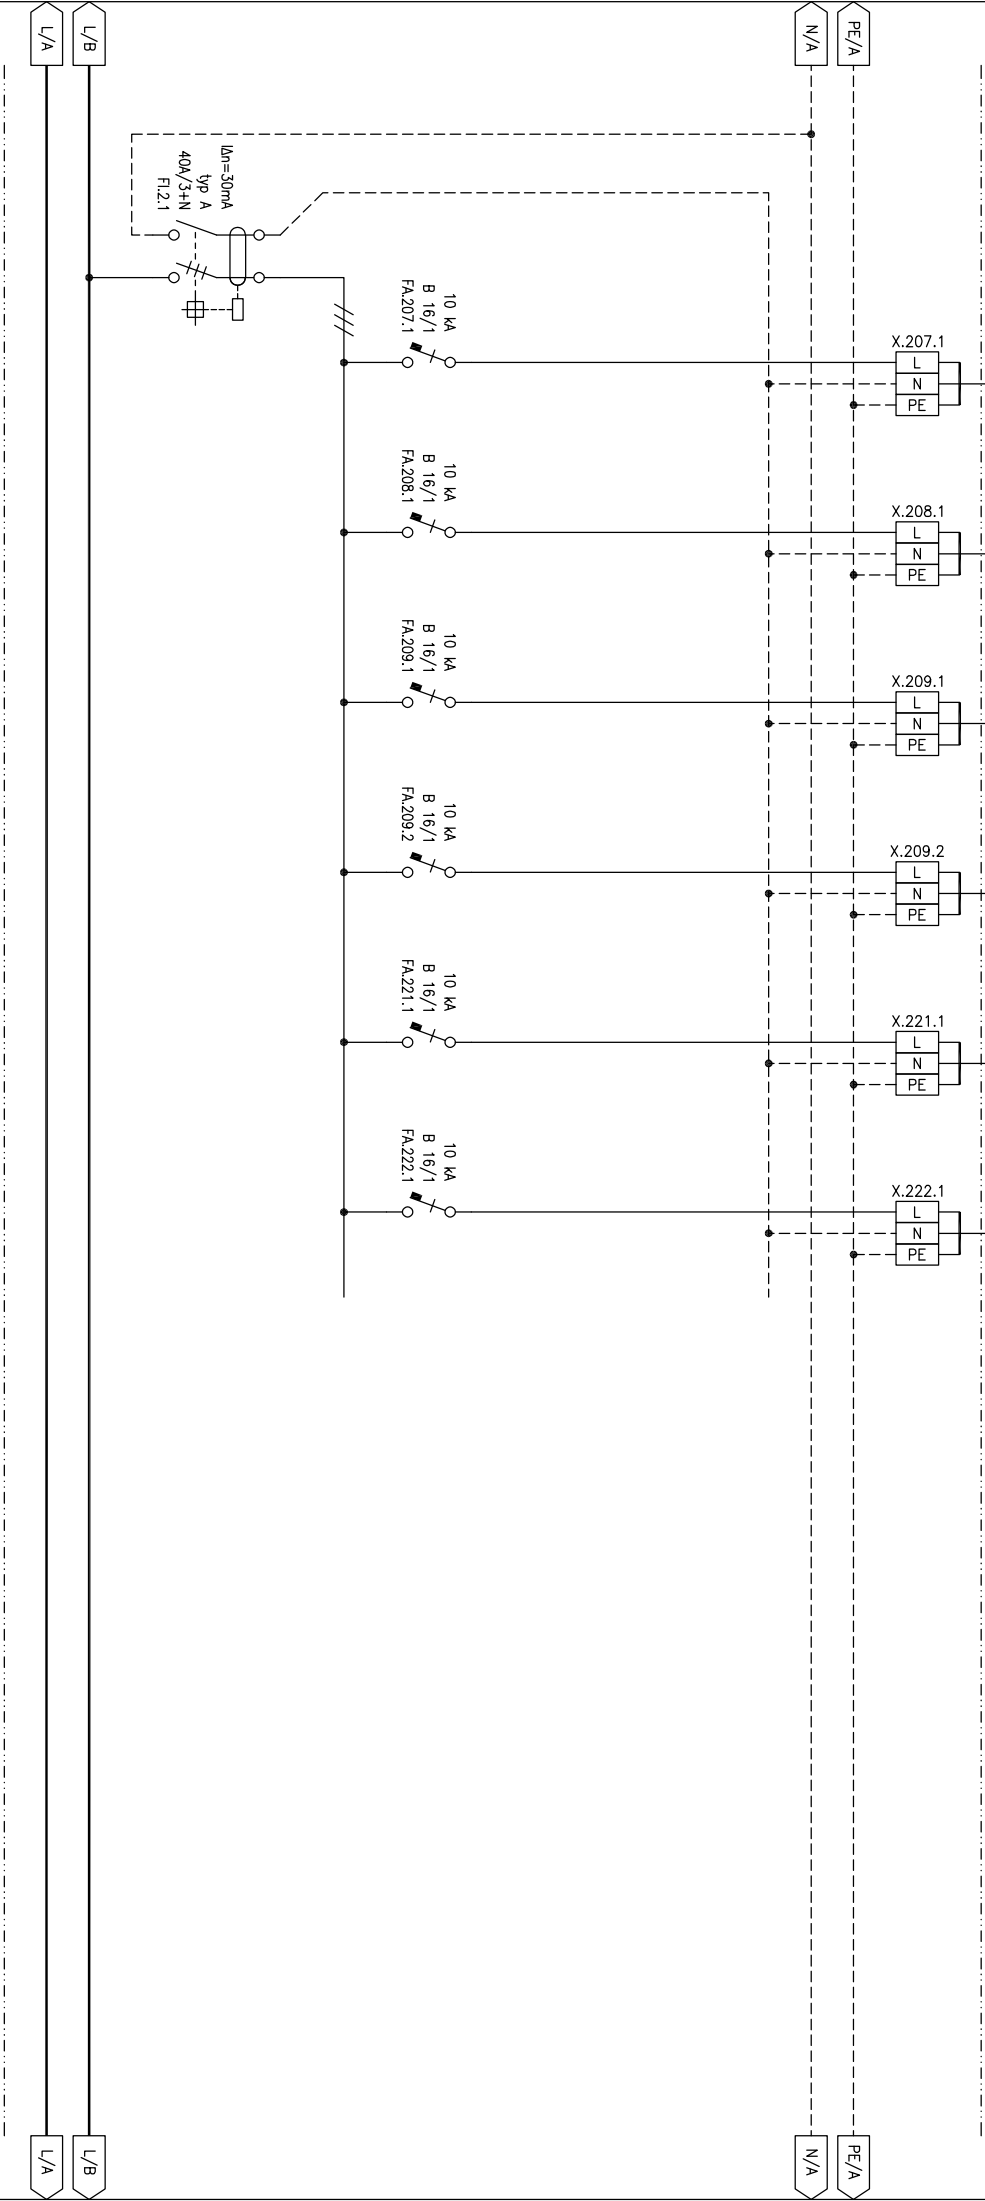 L/A
L/B
N/A
PE/A
IΔn=30mA
typ A
40A/3+N
FI.2.1
10 kA
B 16/1
FA.207.1
X.207.1
L
N
PE
10 kA
B 16/1
FA.208.1
X.208.1
L
N
PE
10 kA
B 16/1
FA.209.1
X.209.1
L
N
PE
10 kA
B 16/1
FA.209.2
X.209.2
L
N
PE
10 kA
B 16/1
FA.221.1
X.221.1
L
N
PE
10 kA
B 16/1
FA.222.1
X.222.1
L
N
PE
L/A
L/B
N/A
PE/A